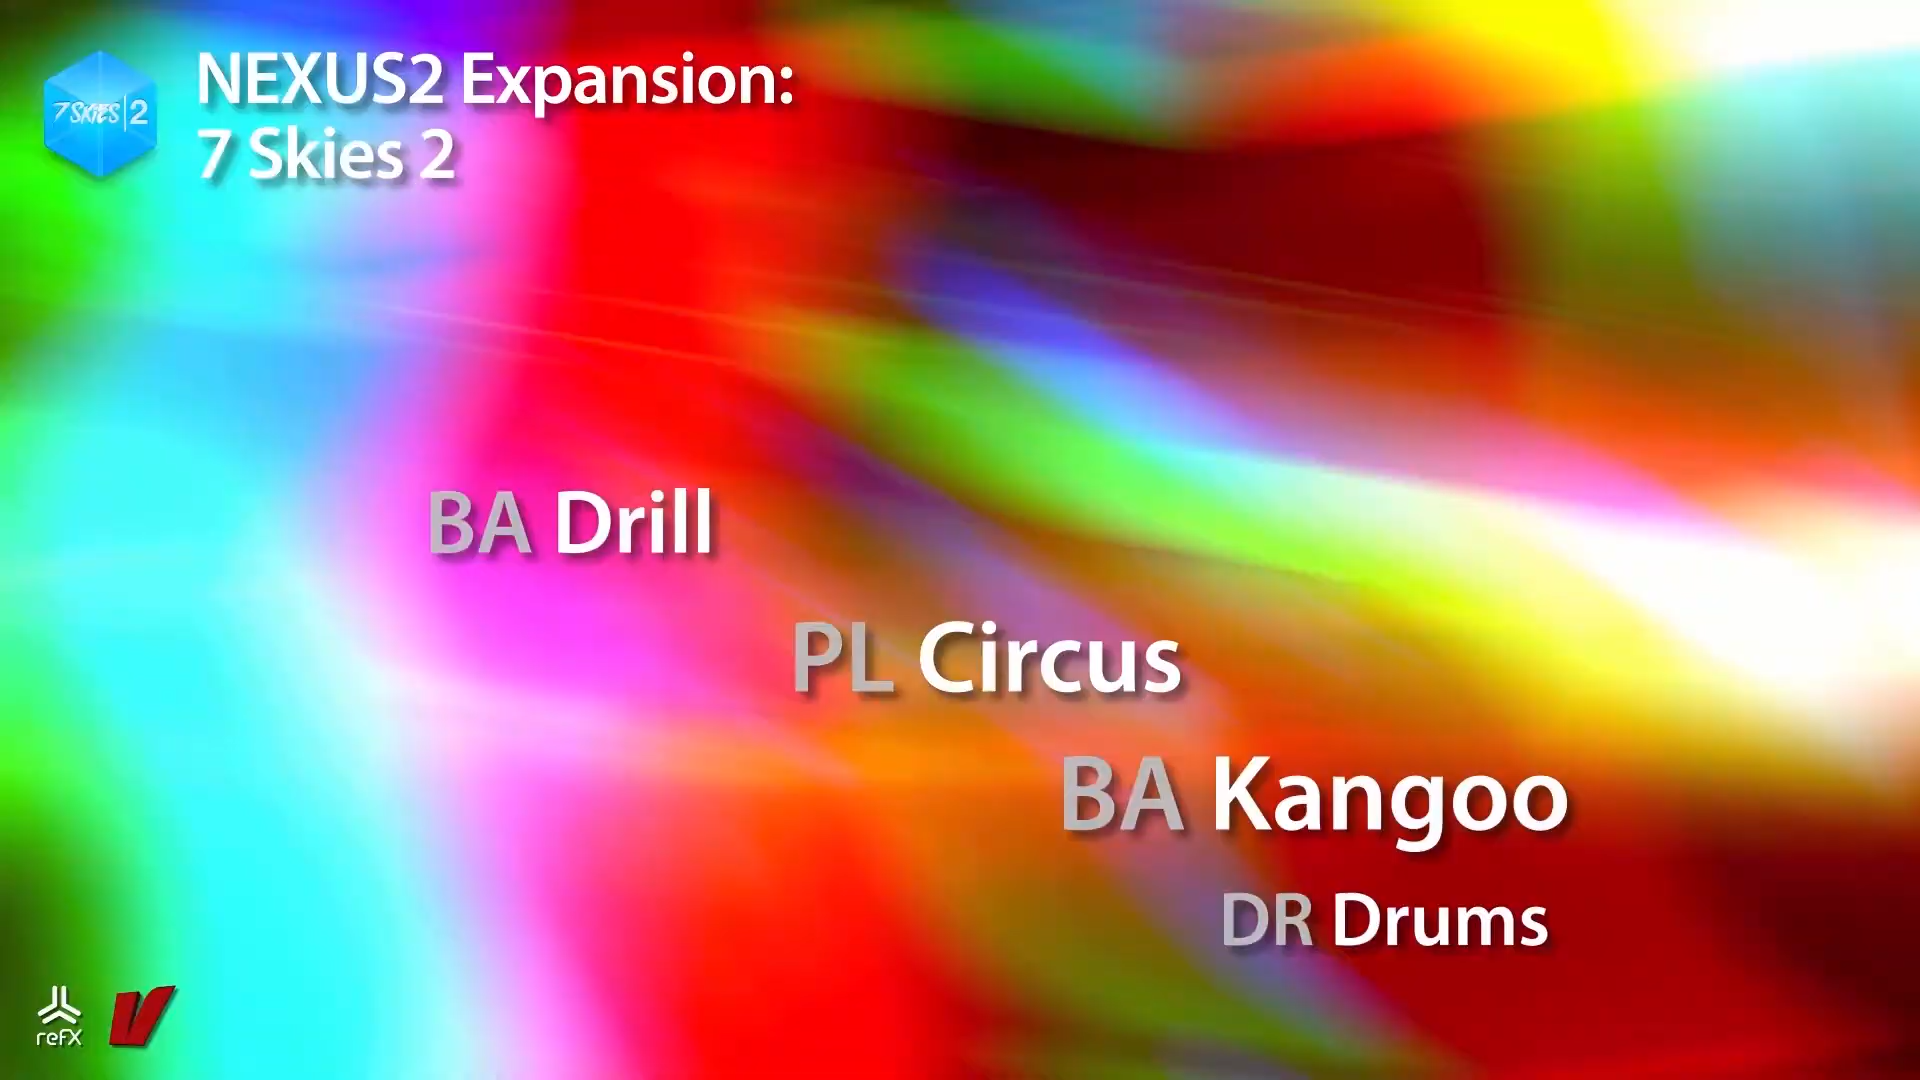 7 SKiES|2
NEXUS2 Expansion:
7 Skies 2
BA Drill
PL Circus
BA Kangoo
DR Drums
reFX
V